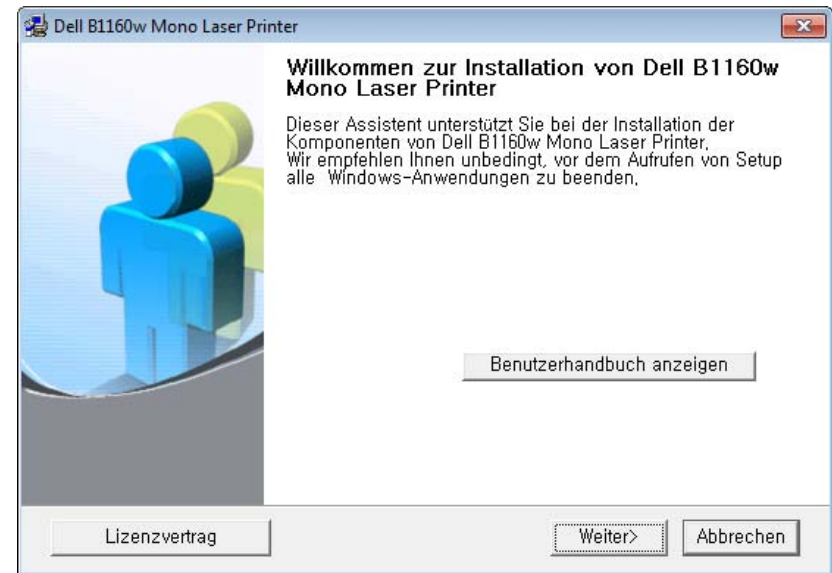 Dell B1160w Mono Laser Printer
Willkommen zur Installation von Dell B1160w
Mono Laser Printer
Dieser Assistent unterstützt Sie bei der Installation der
Komponenten von Dell B1160w Mono Laser Printer,
Wir empfehlen Ihnen unbedingt, vor dem Aufrufen von Setup
alle Windows-Anwendungen zu beenden,
Benutzerhandbuch anzeigen
Lizenzvertrag
Weiter>
Abbrechen